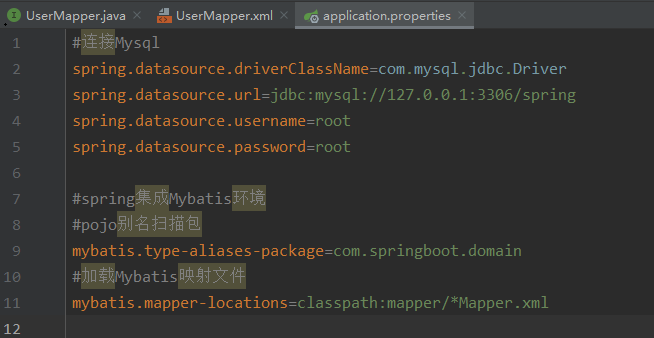 UserMapper.java
UserMapper.xml
application.properties
1 #连接Mysql
2 spring.datasource.driverClassName=com.mysql.jdbc.Driver
3 spring.datasource.url=jdbc:mysql://127.0.0.1:3306/spring
4 spring.datasource.username=root
5 spring.datasource.password=root
6
7 #spring集成Mybatis环境
8 #pojo别名扫描包
9 mybatis.type-aliases-package=com.springboot.domain
10 #加载Mybatis映射文件
11 mybatis.mapper-locations=classpath:mapper/*Mapper.xml
12